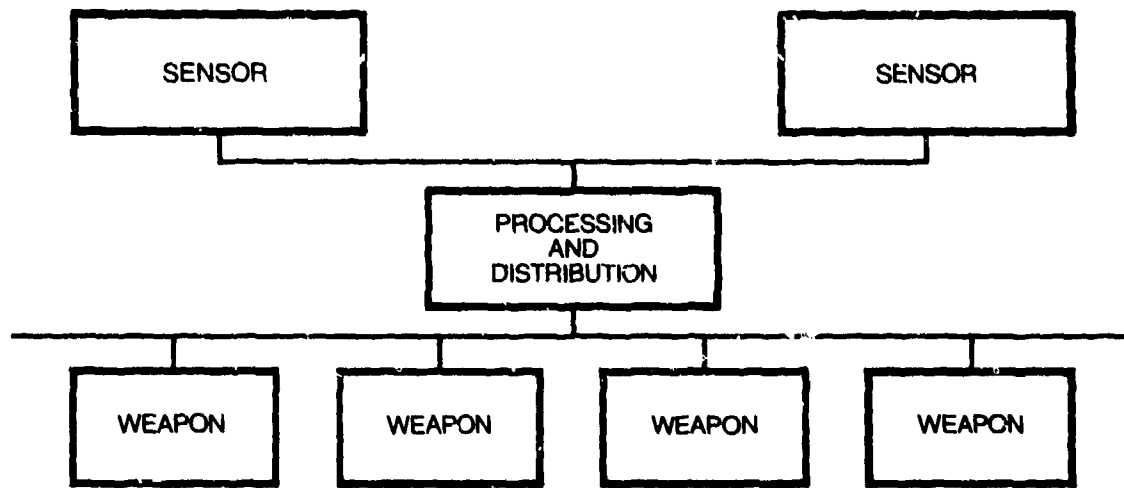 SENSOR
SENSOR
PROCESSING
AND
DISTRIBUTION
WEAPON
WEAPON
WEAPON
WEAPON